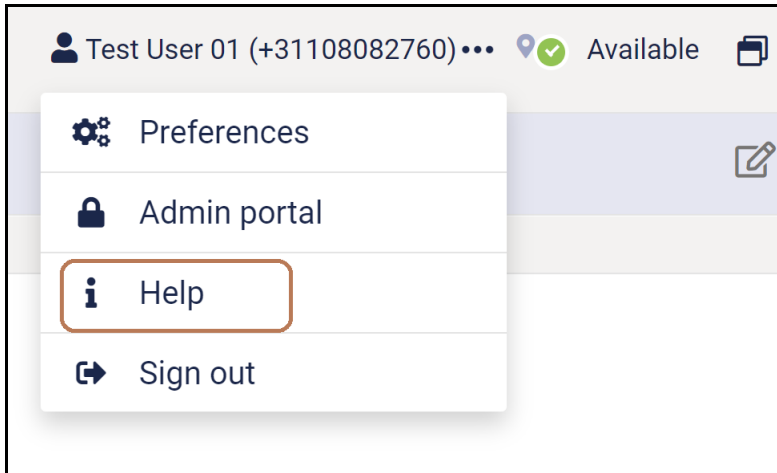 Test User 01 (+31108082760) ••• Available
Preferences
Admin portal
Help
Sign out